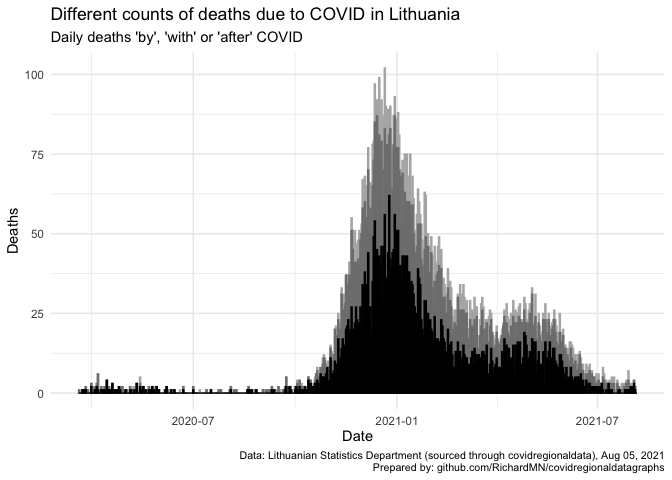 Different counts of deaths due to COVID in Lithuania
Daily deaths 'by', 'with' or 'after' COVID
100
75
50
25
0
Deaths
2020-07
2021-01
2021-07
Date
Data: Lithuanian Statistics Department (sourced through covidregionaldata), Aug 05, 2021
Prepared by: github.com/RichardMN/covidregionaldatagraphs